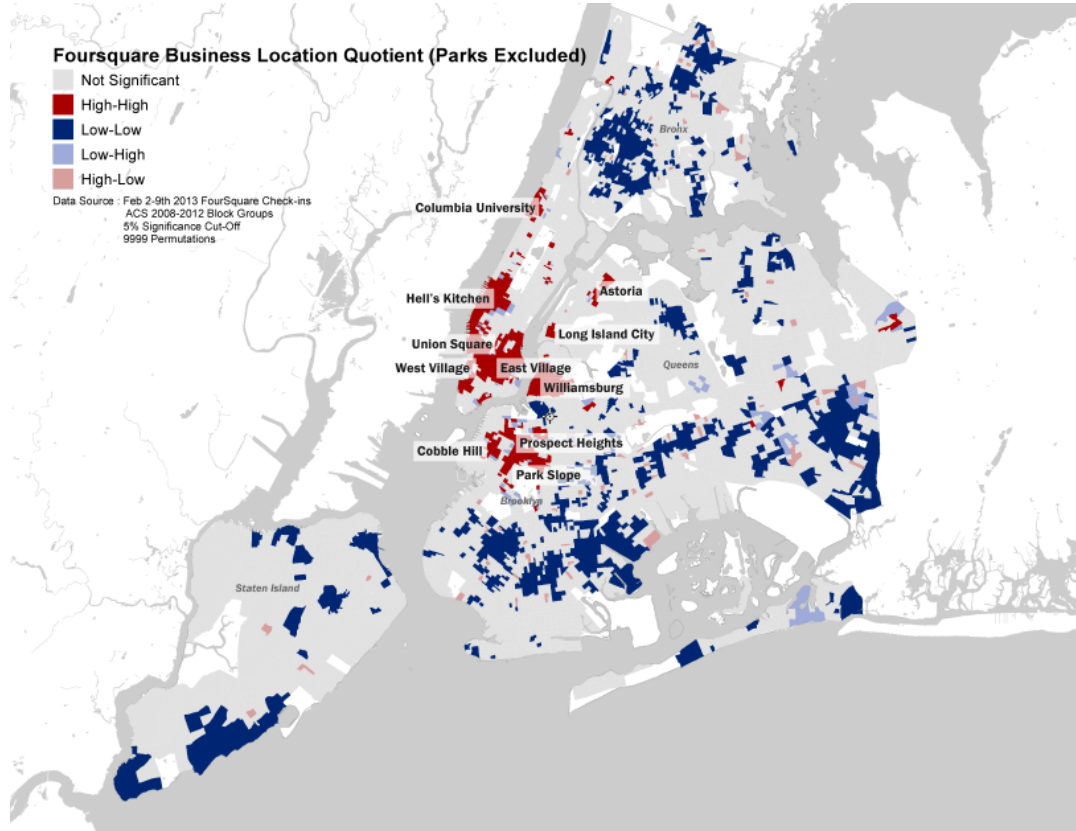 Foursquare Business Location Quotient (Parks Excluded)
Not Significant
High-High
Low-Low
Low-High
High-Low
Data Source : Feb 2-9th 2013 FourSquare Check-ins
ACS 2008-2012 Block Groups
5% Significance Cut-Off
9999 Permutations
Bronx
Columbia University
Hell's Kitchen
Astoria
Union Square
Long Island City
West Village
East Village
Queens
Williamsburg
Cobble Hill
Prospect Heights
Park Slope
Brooklyn
Staten Island